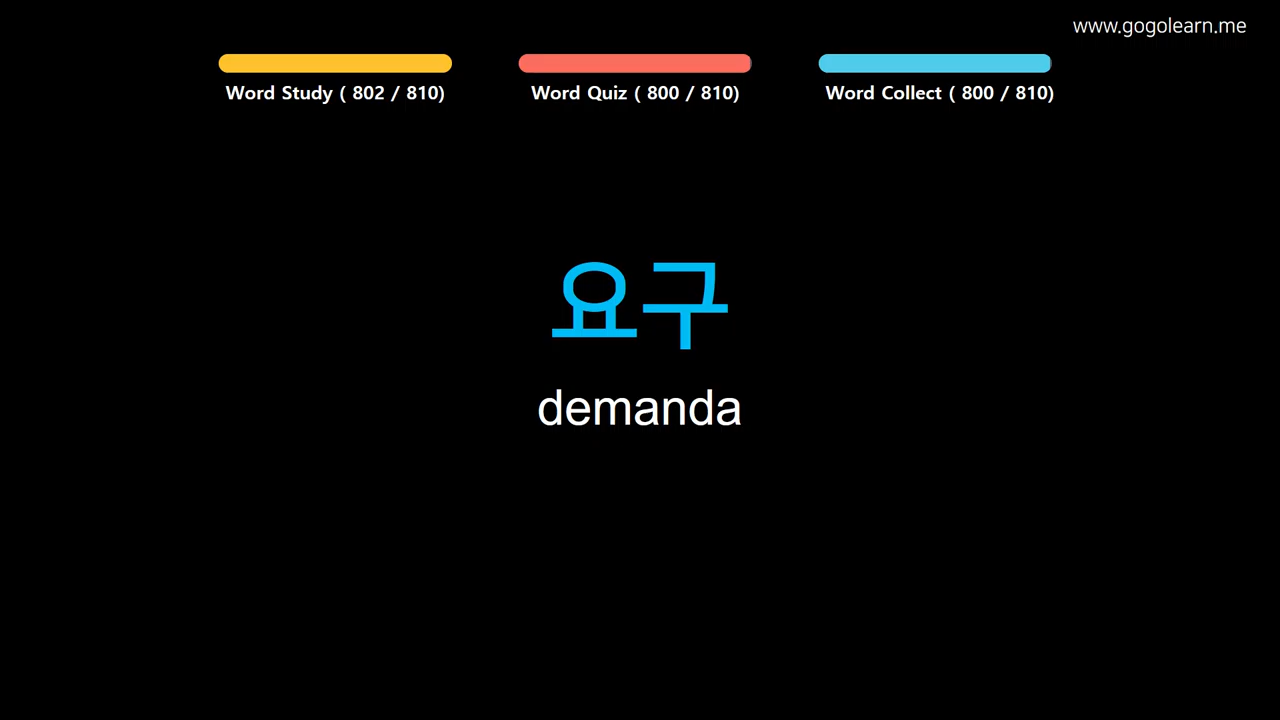 www.gogolearn.me
Word Study ( 802 / 810)
Word Quiz ( 800 / 810)
Word Collect ( 800 / 810)
요구
demanda